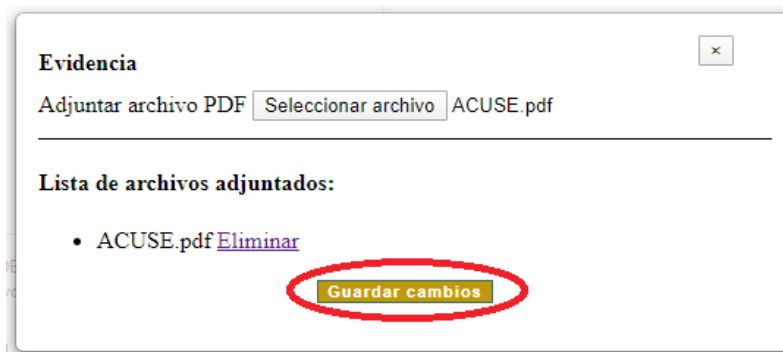 ×
Evidencia
Adjuntar archivo PDF Seleccionar archivo ACUSE.pdf
Lista de archivos adjuntados:
• ACUSE.pdf Eliminar
Guardar cambios